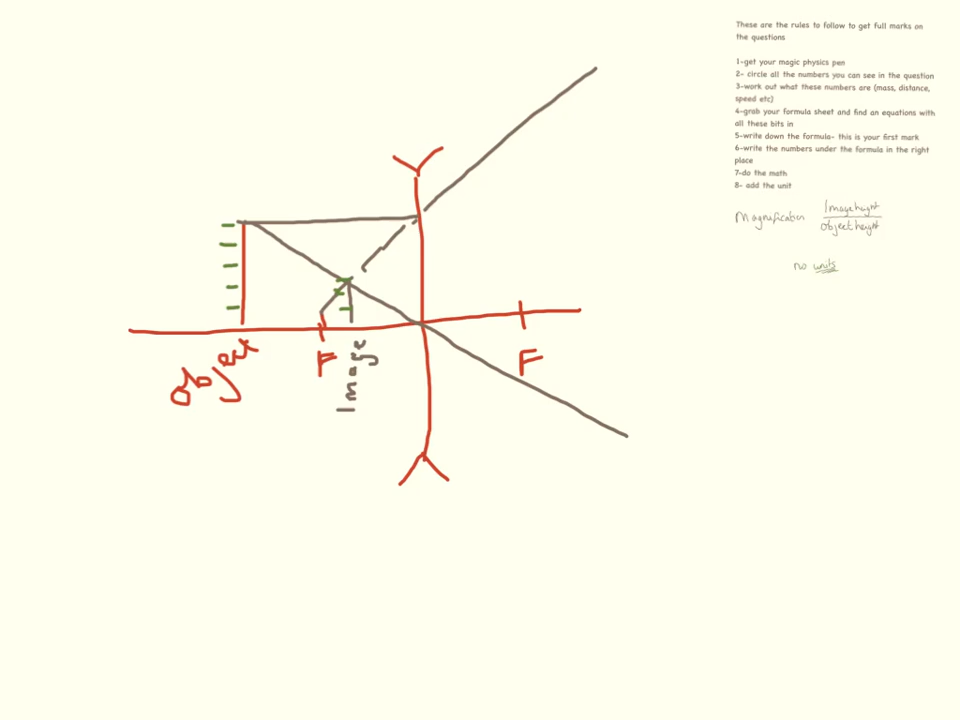 These are the rules to follow to get full marks on
the questions
1-get your magic physics pen
2- circle all the numbers you can see in the question
3-work out what these numbers are (mass, distance,
speed etc)
4-grab your formula sheet and find an equations with
all these bits in
5-write down the formula- this is your first mark
6-write the numbers under the formula in the right
place
7-do the math
8- add the unit
Magnification
Image height
object height
no units
object
F
Image
F